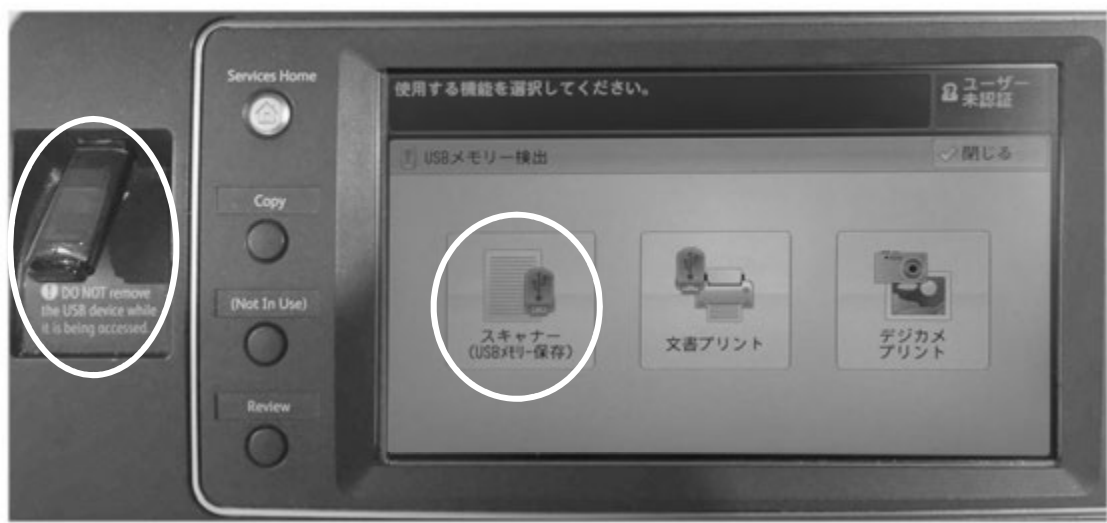 DO NOT remove
the USB device while
it is being accessed.
Services Home
Copy
(Not In Use)
Review
使用する機能を選択してください。
ユーザー
未認証
USBメモリー検出
閉じる
スキャナー
(USBメモリー保存)
文書プリント
デジカメ
プリント